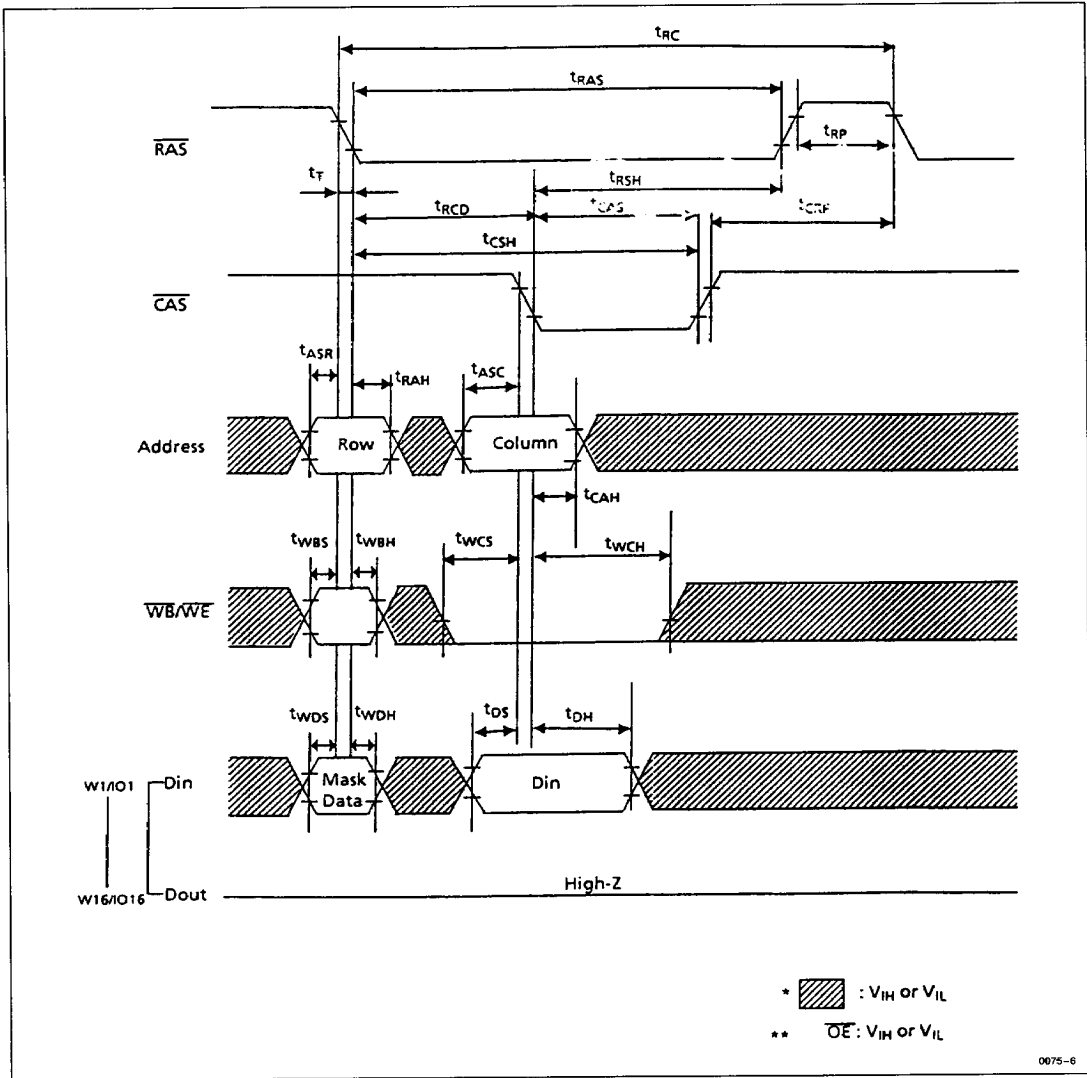 tRC
tRAS
RAS
tRP
tT
tRSH
tRCD
tCAS
tCRP
tCSH
CAS
tASR
tRAH
tASC
Address
Row
Column
tCAH
tWBS
tWBH
tWCS
tWCH
WB/WE
tWDS
tWDH
tDS
tDH
W1/IO1
Din
Mask
Data
Din
High-Z
W16/IO16
Dout
* : VIH or VIL
** OE : VIH or VIL
0075-6